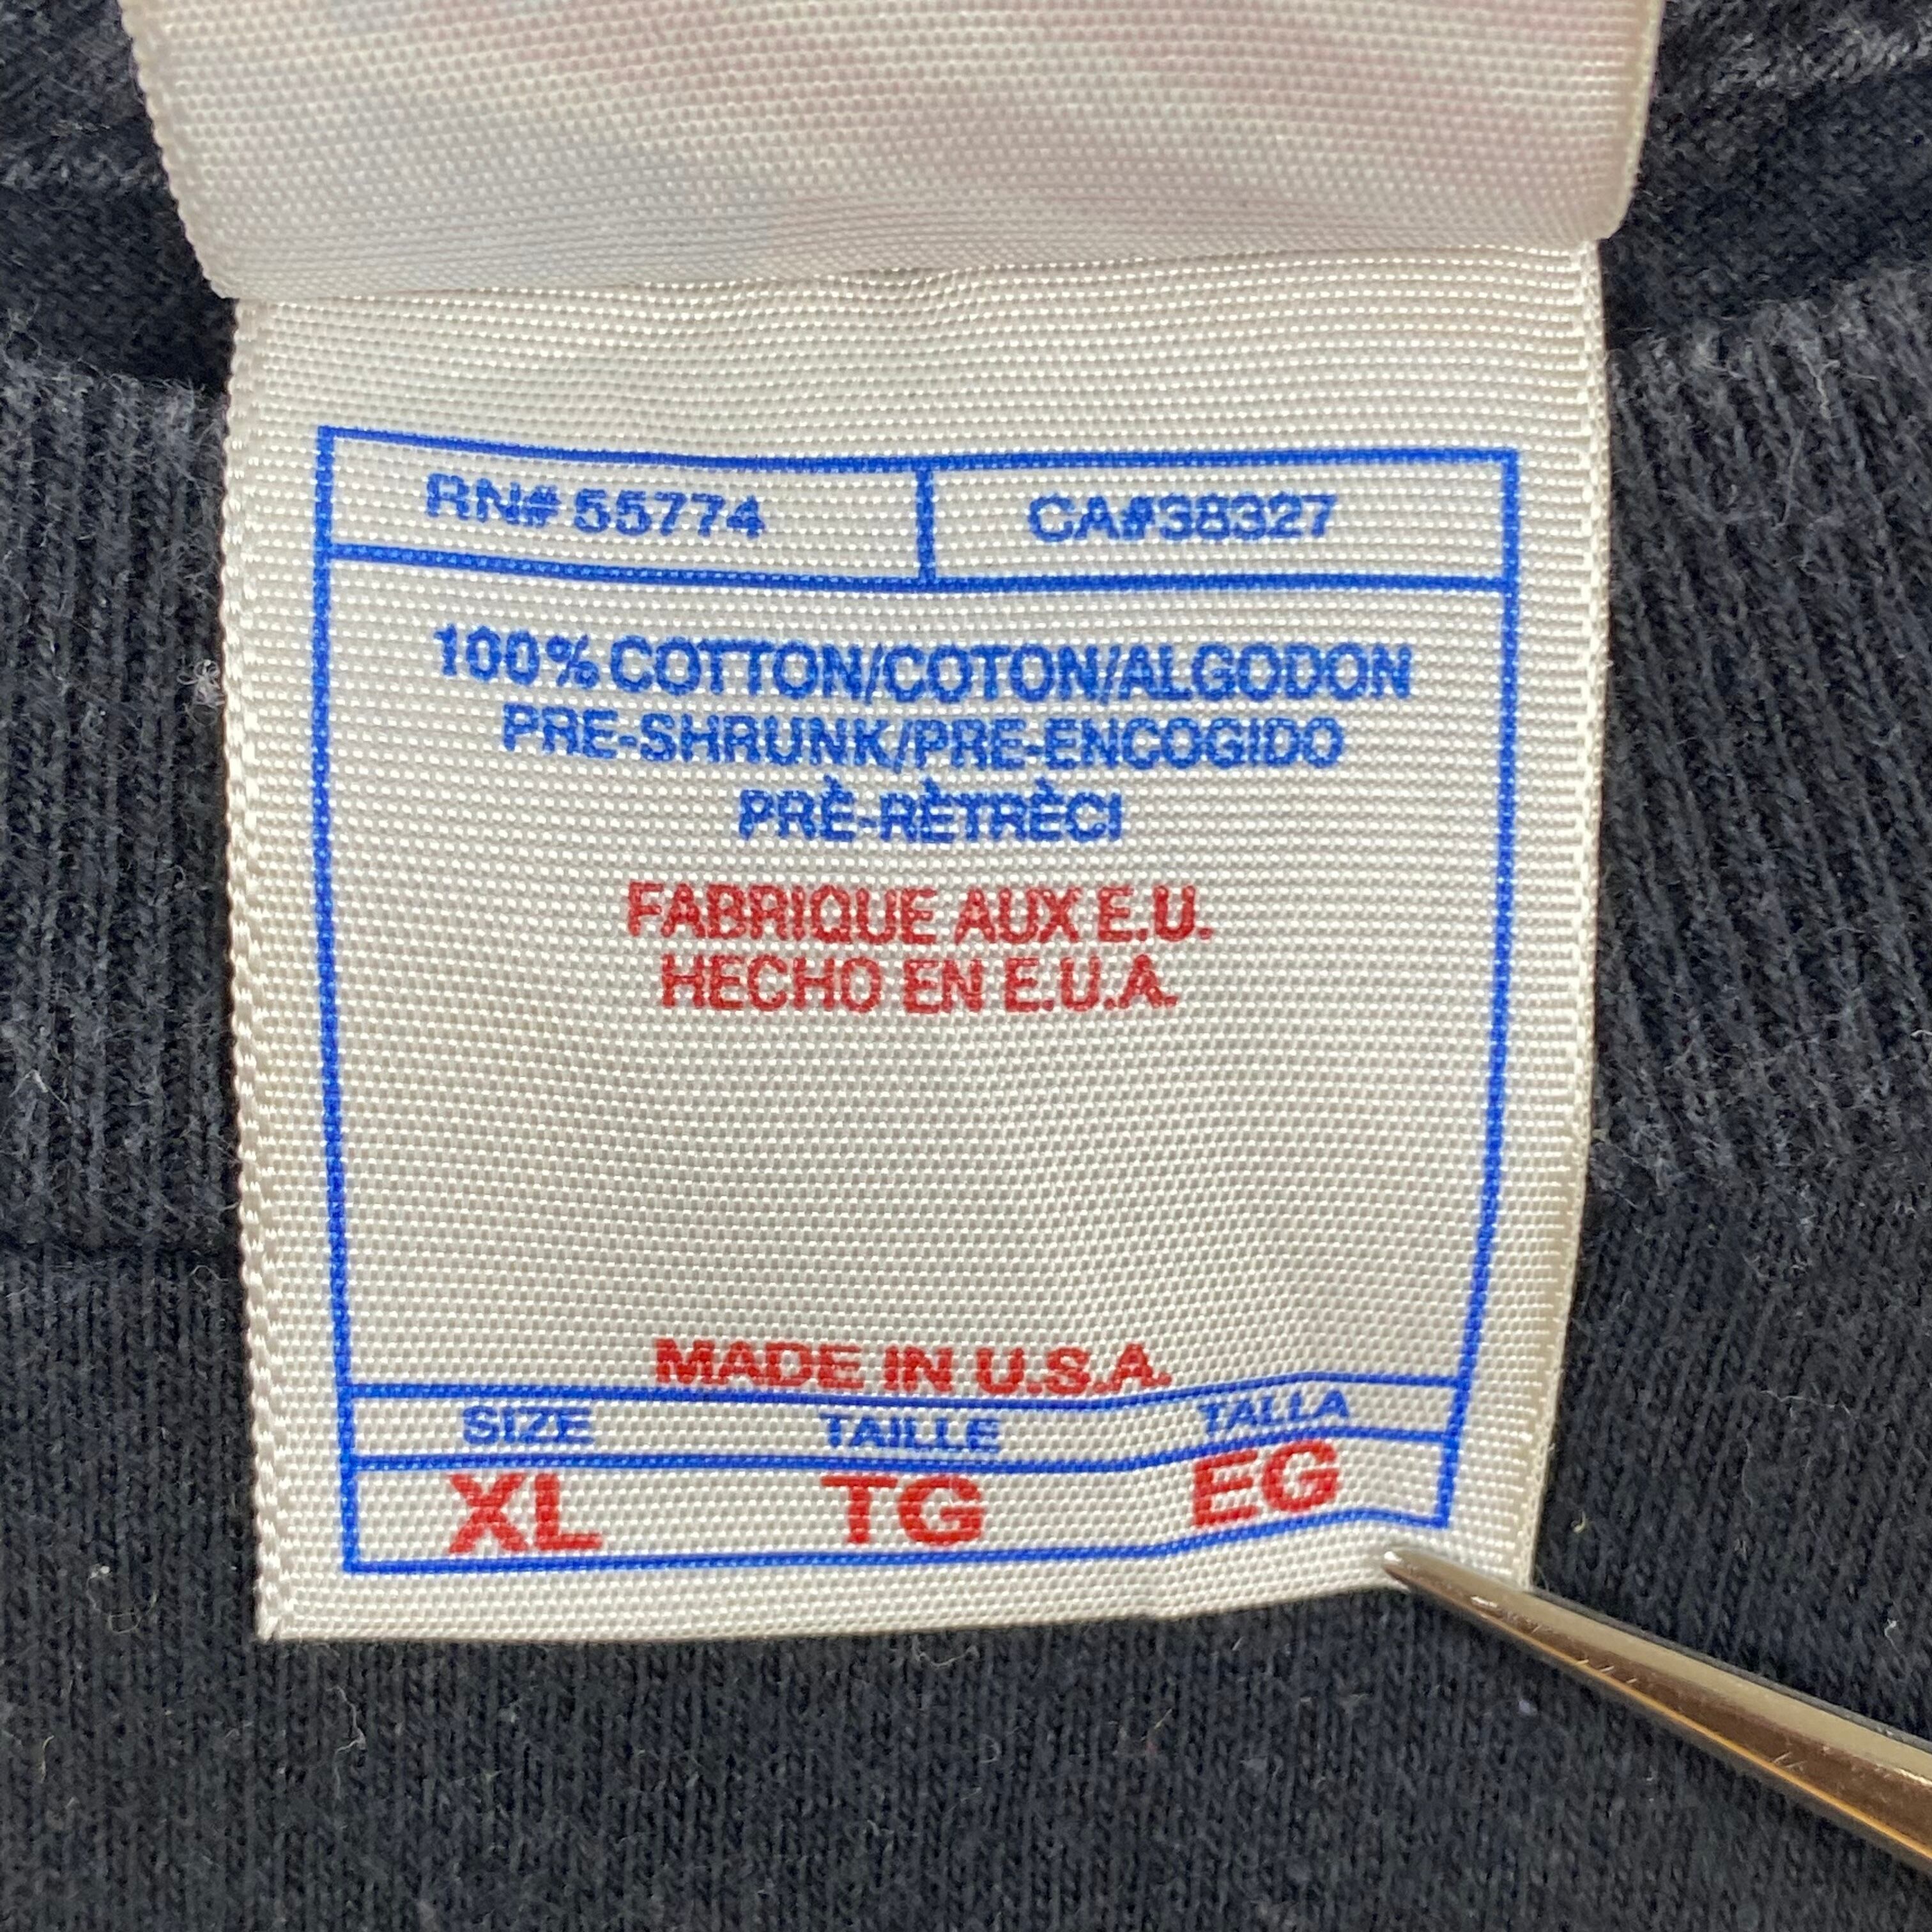 RN# 55774 CA#38327
100% COTTON/COTON/ALGODON
PRE-SHRUNK/PRE-ENCOGIDO
PRÈ-RÈTRÈCI
FABRIQUE AUX E.U.
HECHO EN E.U.A.
MADE IN U.S.A.
SIZE TAILLE TALLA
XL TG EG